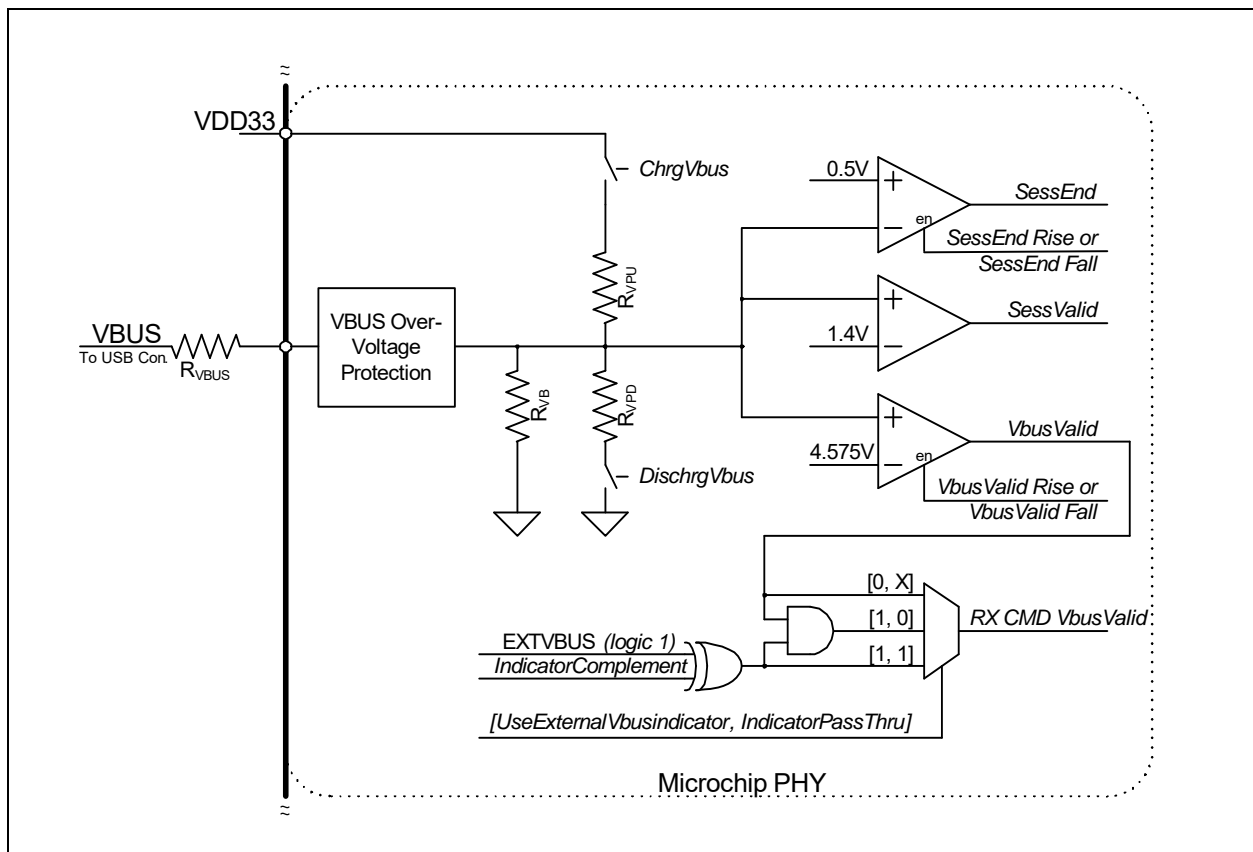 ≈
VDD33
ChrgVbus
RVPU
0.5V
+
−
en
SessEnd
SessEnd Rise or
SessEnd Fall
+
1.4V
−
SessValid
VBUS
To USB Con.
RVBUS
VBUS Over-
Voltage
Protection
RVB
RVPD
DischrgVbus
+
4.575V
−
en
VbusValid
VbusValid Rise or
VbusValid Fall
[0, X]
[1, 0]
[1, 1]
RX CMD VbusValid
EXTVBUS (logic 1)
IndicatorComplement
[UseExternalVbusindicator, IndicatorPassThru]
Microchip PHY
≈